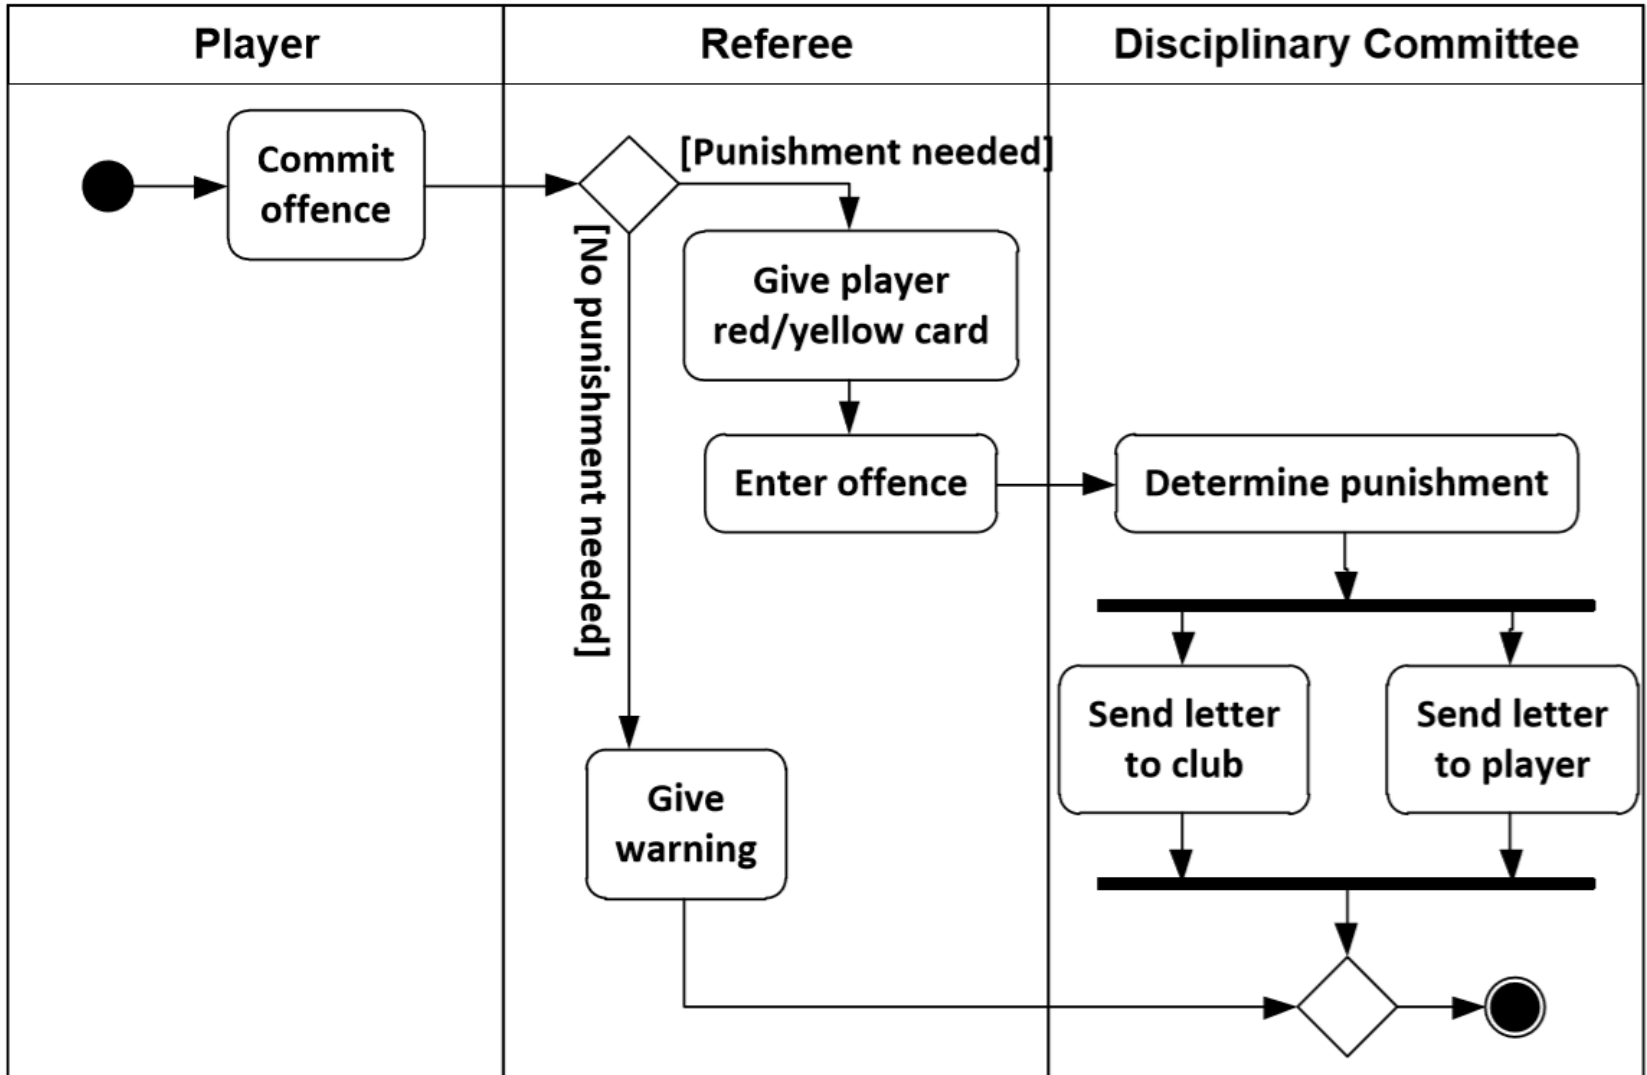 Player
Referee
Disciplinary Committee
Commit
offence
[Punishment needed]
[No punishment needed]
Give player
red/yellow card
Enter offence
Determine punishment
Send letter
to club
Send letter
to player
Give
warning